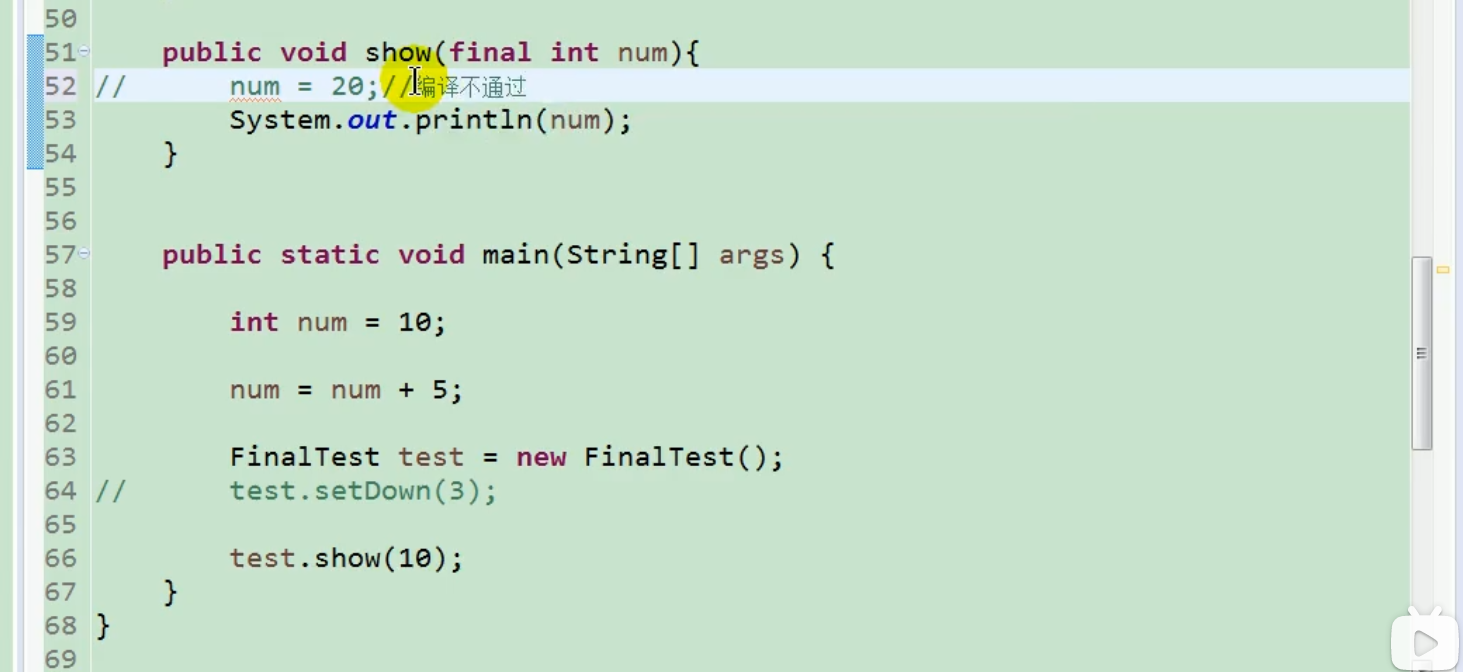 50
51 public void show(final int num){
52 // num = 20;//编译不通过
53 System.out.println(num);
54 }
55
56
57 public static void main(String[] args) {
58
59 int num = 10;
60
61 num = num + 5;
62
63 FinalTest test = new FinalTest();
64 // test.setDown(3);
65
66 test.show(10);
67 }
68 }
69